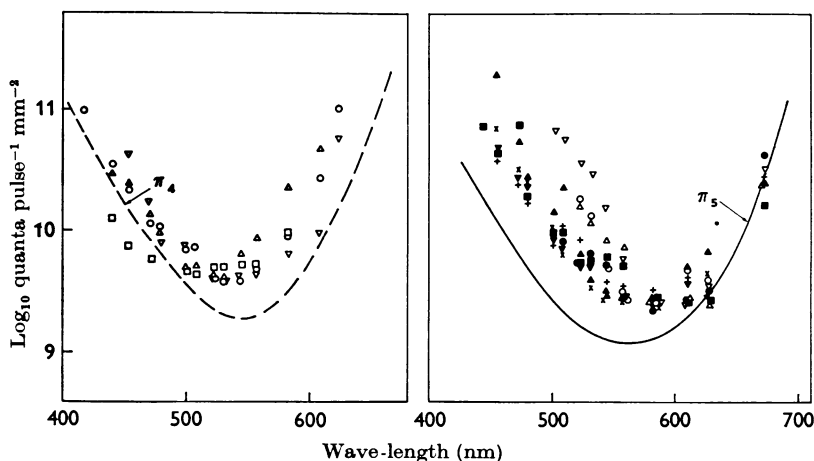 Log₁₀ quanta pulse⁻¹ mm⁻²
11
10
9
π₄
400
500
600
π₅
400
500
600
700
Wave-length (nm)